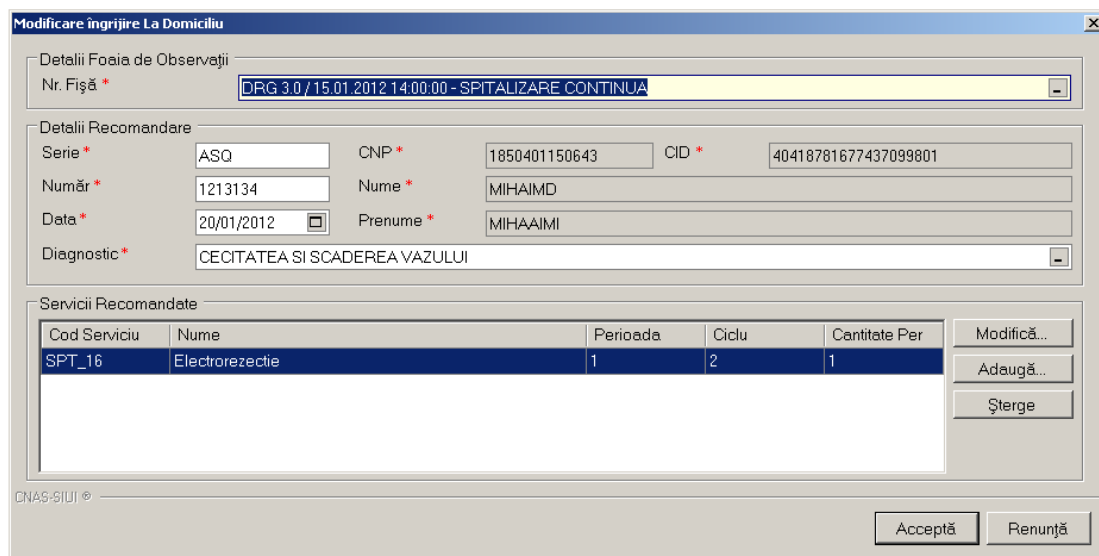 Modificare îngrijire La Domiciliu
Detalii Foaia de Observații
Nr. Fişă * DRG 3.0 / 15.01.2012 14:00:00 - SPITALIZARE CONTINUA
Detalii Recomandare
Serie * ASQ CNP * 1850401150643 CID * 40418781677437099801
Număr * 1213134 Nume * MIHAIMD
Data * 20/01/2012 Prenume * MIHAAIMI
Diagnostic * CECITATEA SI SCADEREA VAZULUI
Servicii Recomandate
Cod Serviciu Nume Perioada Ciclu Cantitate Per Modifică...
SPT_16 Electrorezectie 1 2 1 Adaugă...
Şterge
CNAS-SIUI ®
Acceptă Renunţă